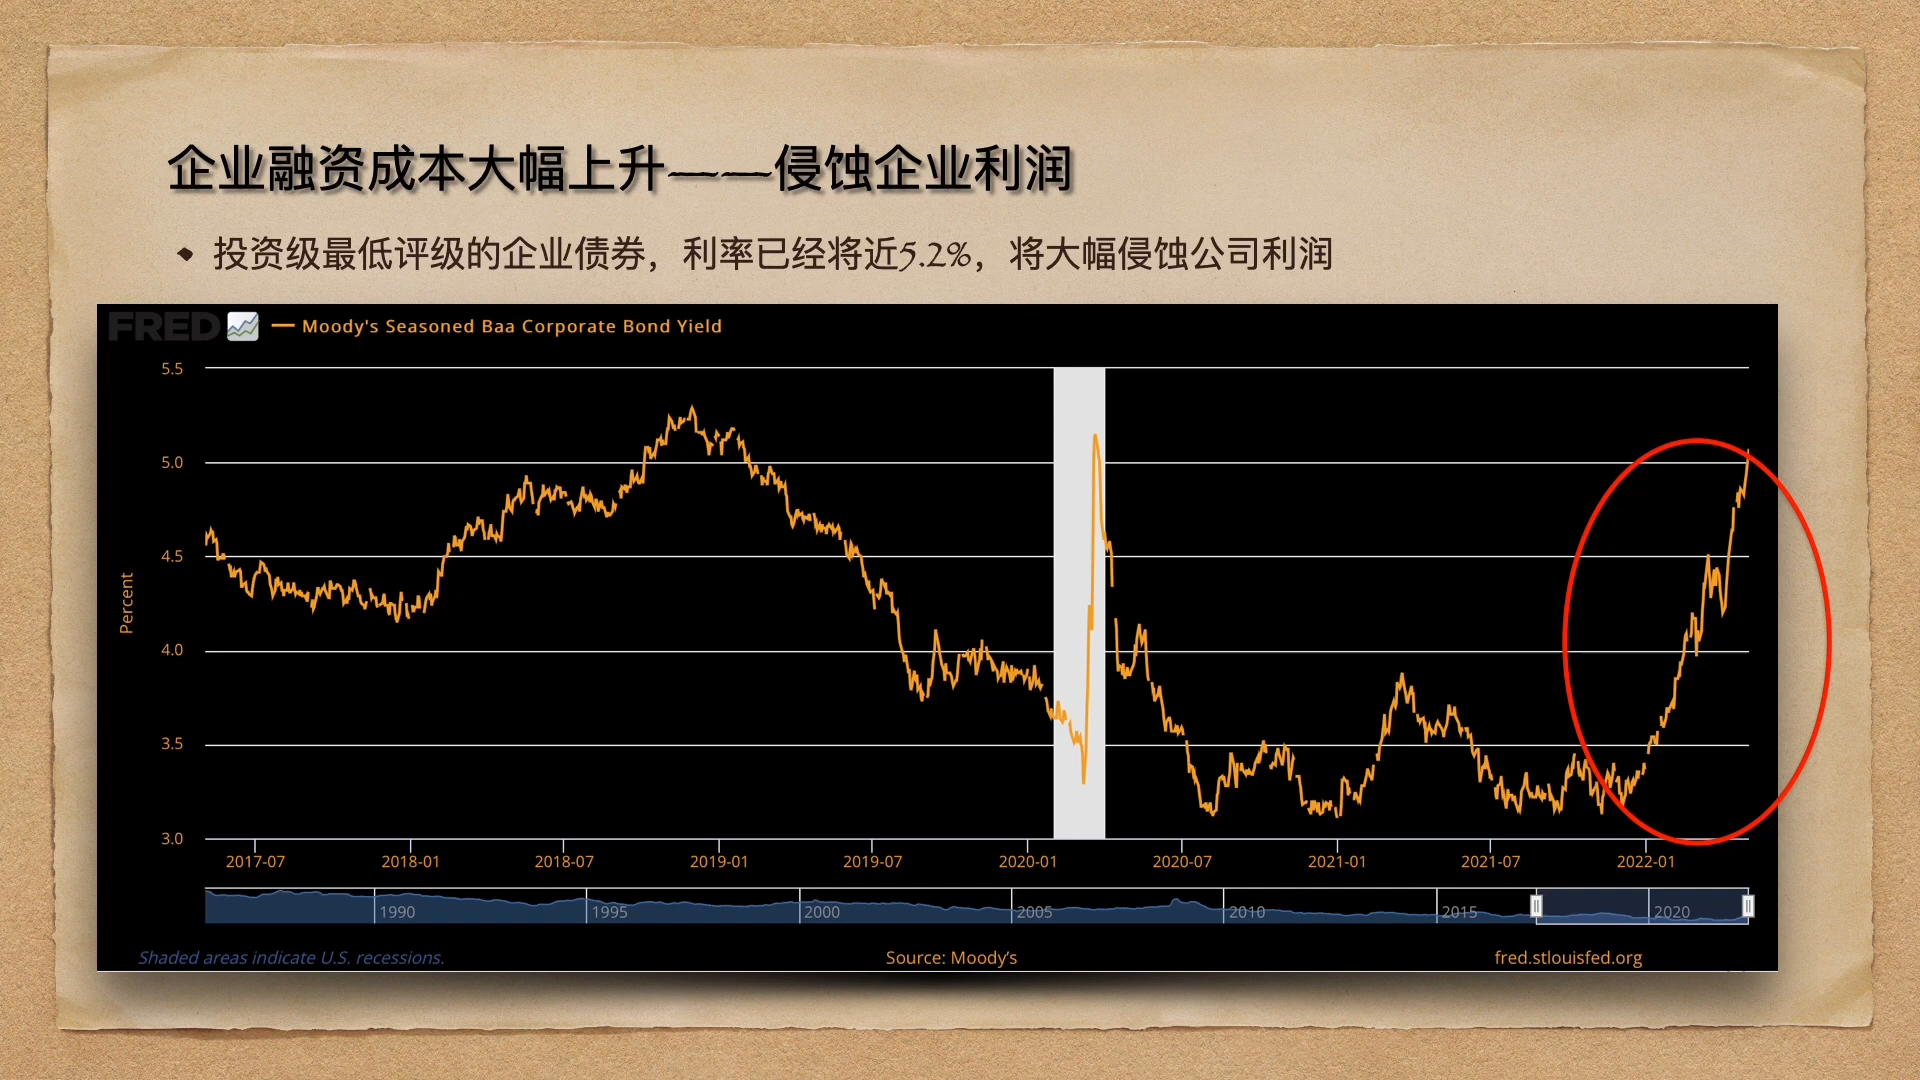 企业融资成本大幅上升——侵蚀企业利润
投资级最低评级的企业债券，利率已经将近5.2%，将大幅侵蚀公司利润
FRED — Moody's Seasoned Baa Corporate Bond Yield
5.5
5.0
4.5
4.0
3.5
3.0
Percent
2017-07 2018-01 2018-07 2019-01 2019-07 2020-01 2020-07 2021-01 2021-07 2022-01
1990 1995 2000 2005 2010 2015 2020
Shaded areas indicate U.S. recessions. Source: Moody’s fred.stlouisfed.org